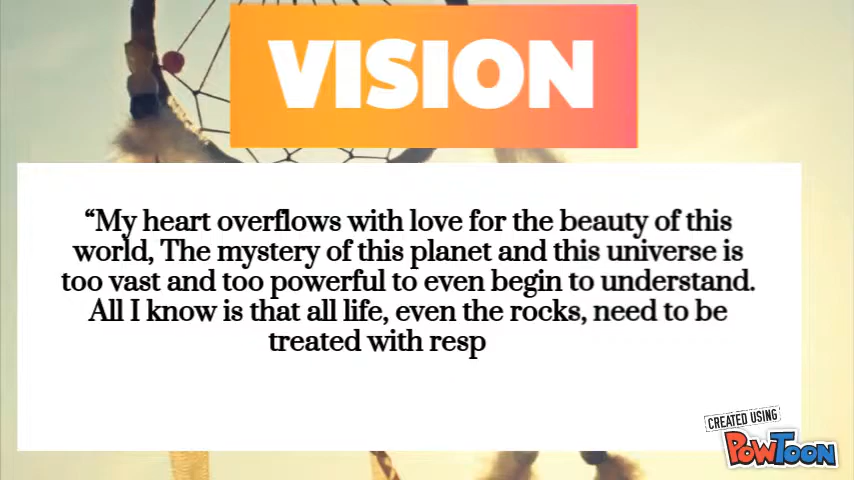 VISION
“My heart overflows with love for the beauty of this
world, The mystery of this planet and this universe is
too vast and too powerful to even begin to understand.
All I know is that all life, even the rocks, need to be
treated with resp
CREATED USING
POWTOON